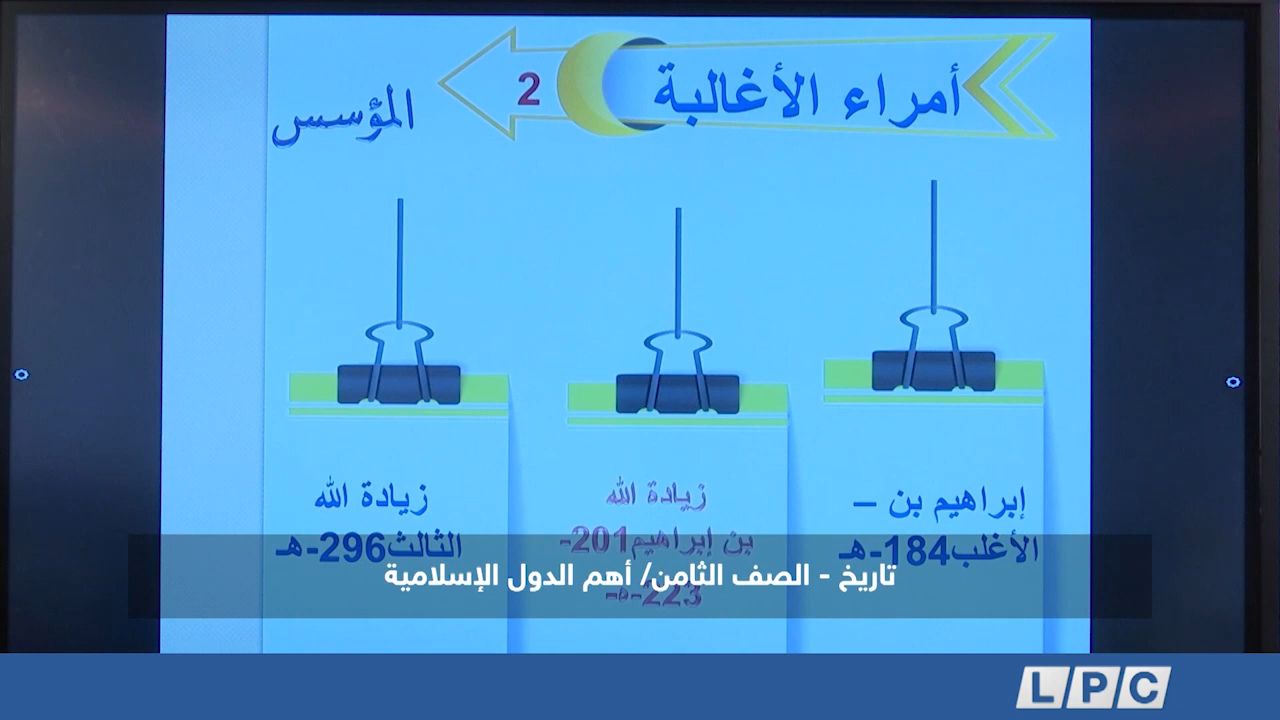 أمراء الأغالبة
2
المؤسس
إبراهيم بن –
الأغلب184-هـ
زيادة الله
بن إبراهيم201-
223-ه-
زيادة الله
الثالث296-هـ
تاريخ - الصف الثامن/ أهم الدول الإسلامية
LPC